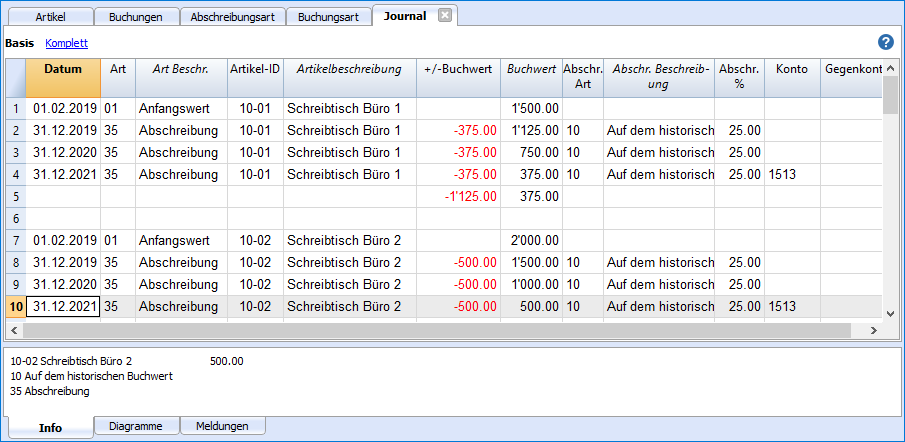 Artikel Buchungen Abschreibungsart Buchungsart Journal
Basis Komplett ?
Datum Art Art Beschr. Artikel-ID Artikelbeschreibung +/-Buchwert Buchwert Abschr. Art Abschr. Beschreib- ung Abschr. % Konto Gegenkont
1 01.02.2019 01 Anfangswert 10-01 Schreibtisch Büro 1 1'500.00
2 31.12.2019 35 Abschreibung 10-01 Schreibtisch Büro 1 -375.00 1'125.00 10 Auf dem historisch 25.00
3 31.12.2020 35 Abschreibung 10-01 Schreibtisch Büro 1 -375.00 750.00 10 Auf dem historisch 25.00
4 31.12.2021 35 Abschreibung 10-01 Schreibtisch Büro 1 -375.00 375.00 10 Auf dem historisch 25.00 1513
5 -1'125.00 375.00
6
7 01.02.2019 01 Anfangswert 10-02 Schreibtisch Büro 2 2'000.00
8 31.12.2019 35 Abschreibung 10-02 Schreibtisch Büro 2 -500.00 1'500.00 10 Auf dem historisch 25.00
9 31.12.2020 35 Abschreibung 10-02 Schreibtisch Büro 2 -500.00 1'000.00 10 Auf dem historisch 25.00
10 31.12.2021 35 Abschreibung 10-02 Schreibtisch Büro 2 -500.00 500.00 10 Auf dem historisch 25.00 1513
10-02 Schreibtisch Büro 2 500.00
10 Auf dem historischen Buchwert
35 Abschreibung
Info Diagramme Meldungen